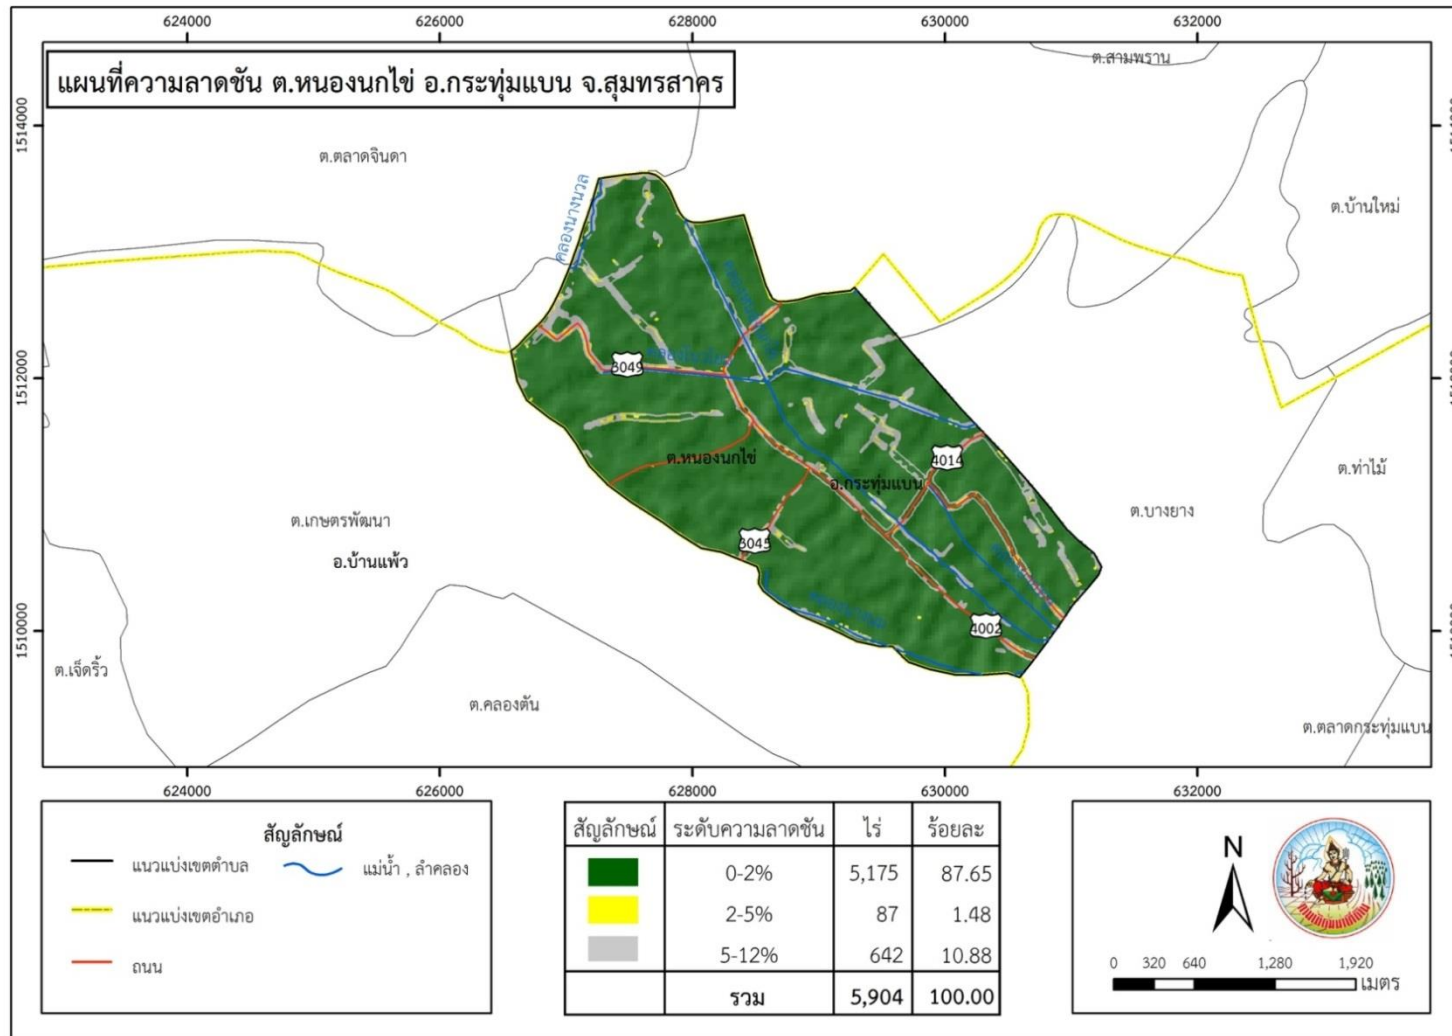 624000 626000 628000 630000 632000
แผนที่ความลาดชัน ต.หนองนกไข่ อ.กระทุ่มแบน จ.สุมทรสาคร
ต.สามพราน
1514000
ต.ตลาดจินดา
ต.บ้านใหม่
คลองนางนวล
1512000
3049
ต.หนองนกไข่
4014
ต.ท่าไม้
อ.กระทุ่มแบน
ต.เกษตรพัฒนา
ต.บางยาง
3045
อ.บ้านแพ้ว
1510000
4002
ต.เจ็ดริ้ว
ต.คลองตัน
ต.ตลาดกระทุ่มแบน
624000 626000 628000 630000 632000
สัญลักษณ์
แนวแบ่งเขตตำบล แม่น้ำ , ลำคลอง
แนวแบ่งเขตอำเภอ
ถนน
สัญลักษณ์ ระดับความลาดชัน ไร่ ร้อยละ
0-2% 5,175 87.65
2-5% 87 1.48
5-12% 642 10.88
รวม 5,904 100.00
N
0 320 640 1,280 1,920
เมตร